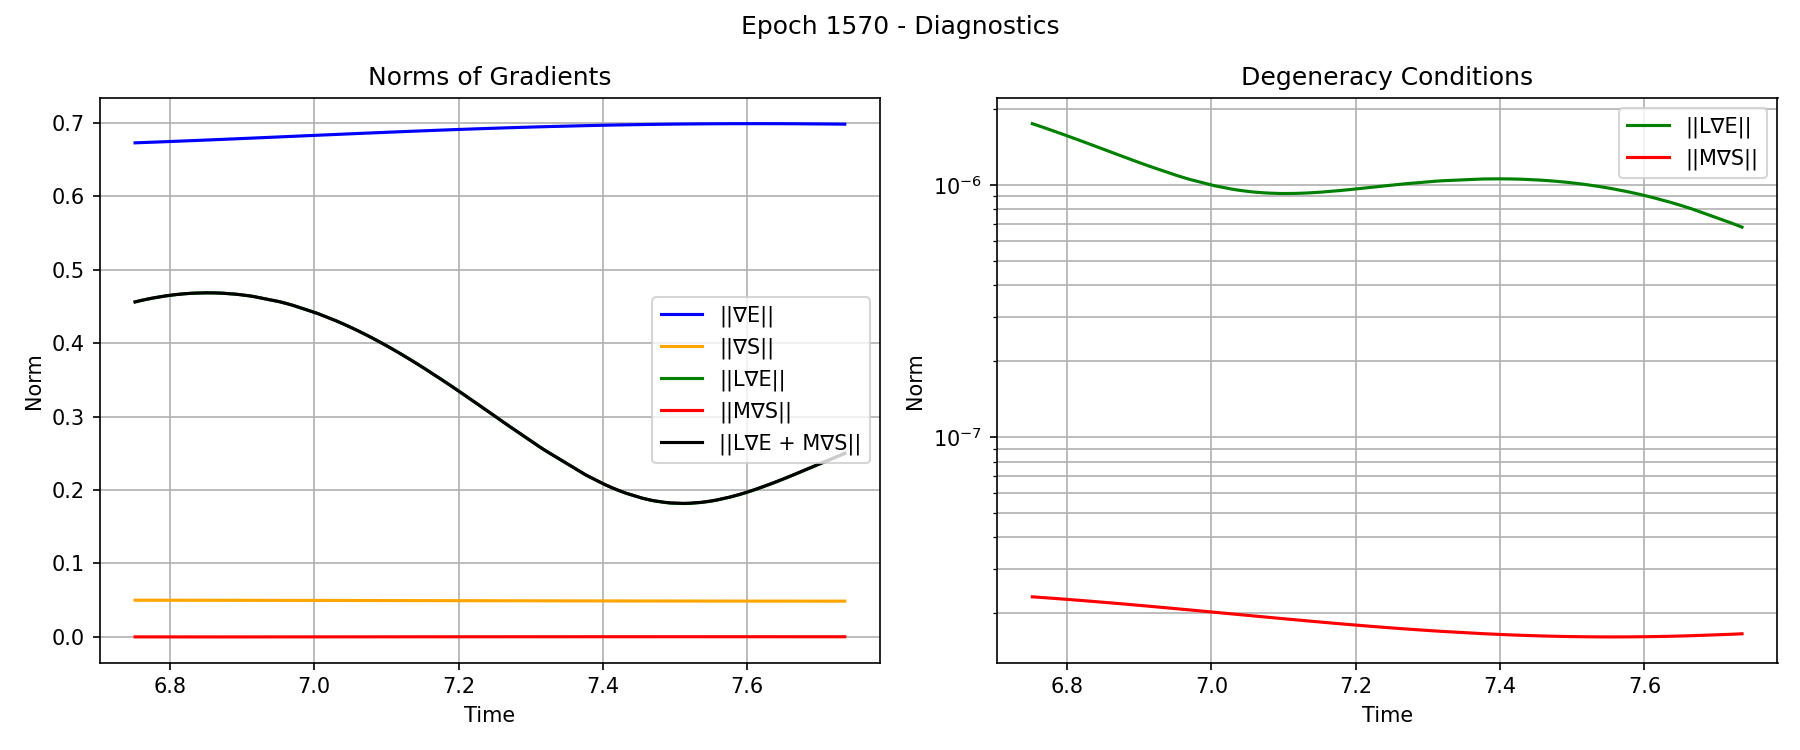 Epoch 1570 - Diagnostics
Norms of Gradients
Norm
0.7
0.6
0.5
0.4
0.3
0.2
0.1
0.0
||∇E||
||∇S||
||L∇E||
||M∇S||
||L∇E + M∇S||
6.8 7.0 7.2 7.4 7.6
Time
Degeneracy Conditions
Norm
10⁻⁶
10⁻⁷
||L∇E||
||M∇S||
6.8 7.0 7.2 7.4 7.6
Time